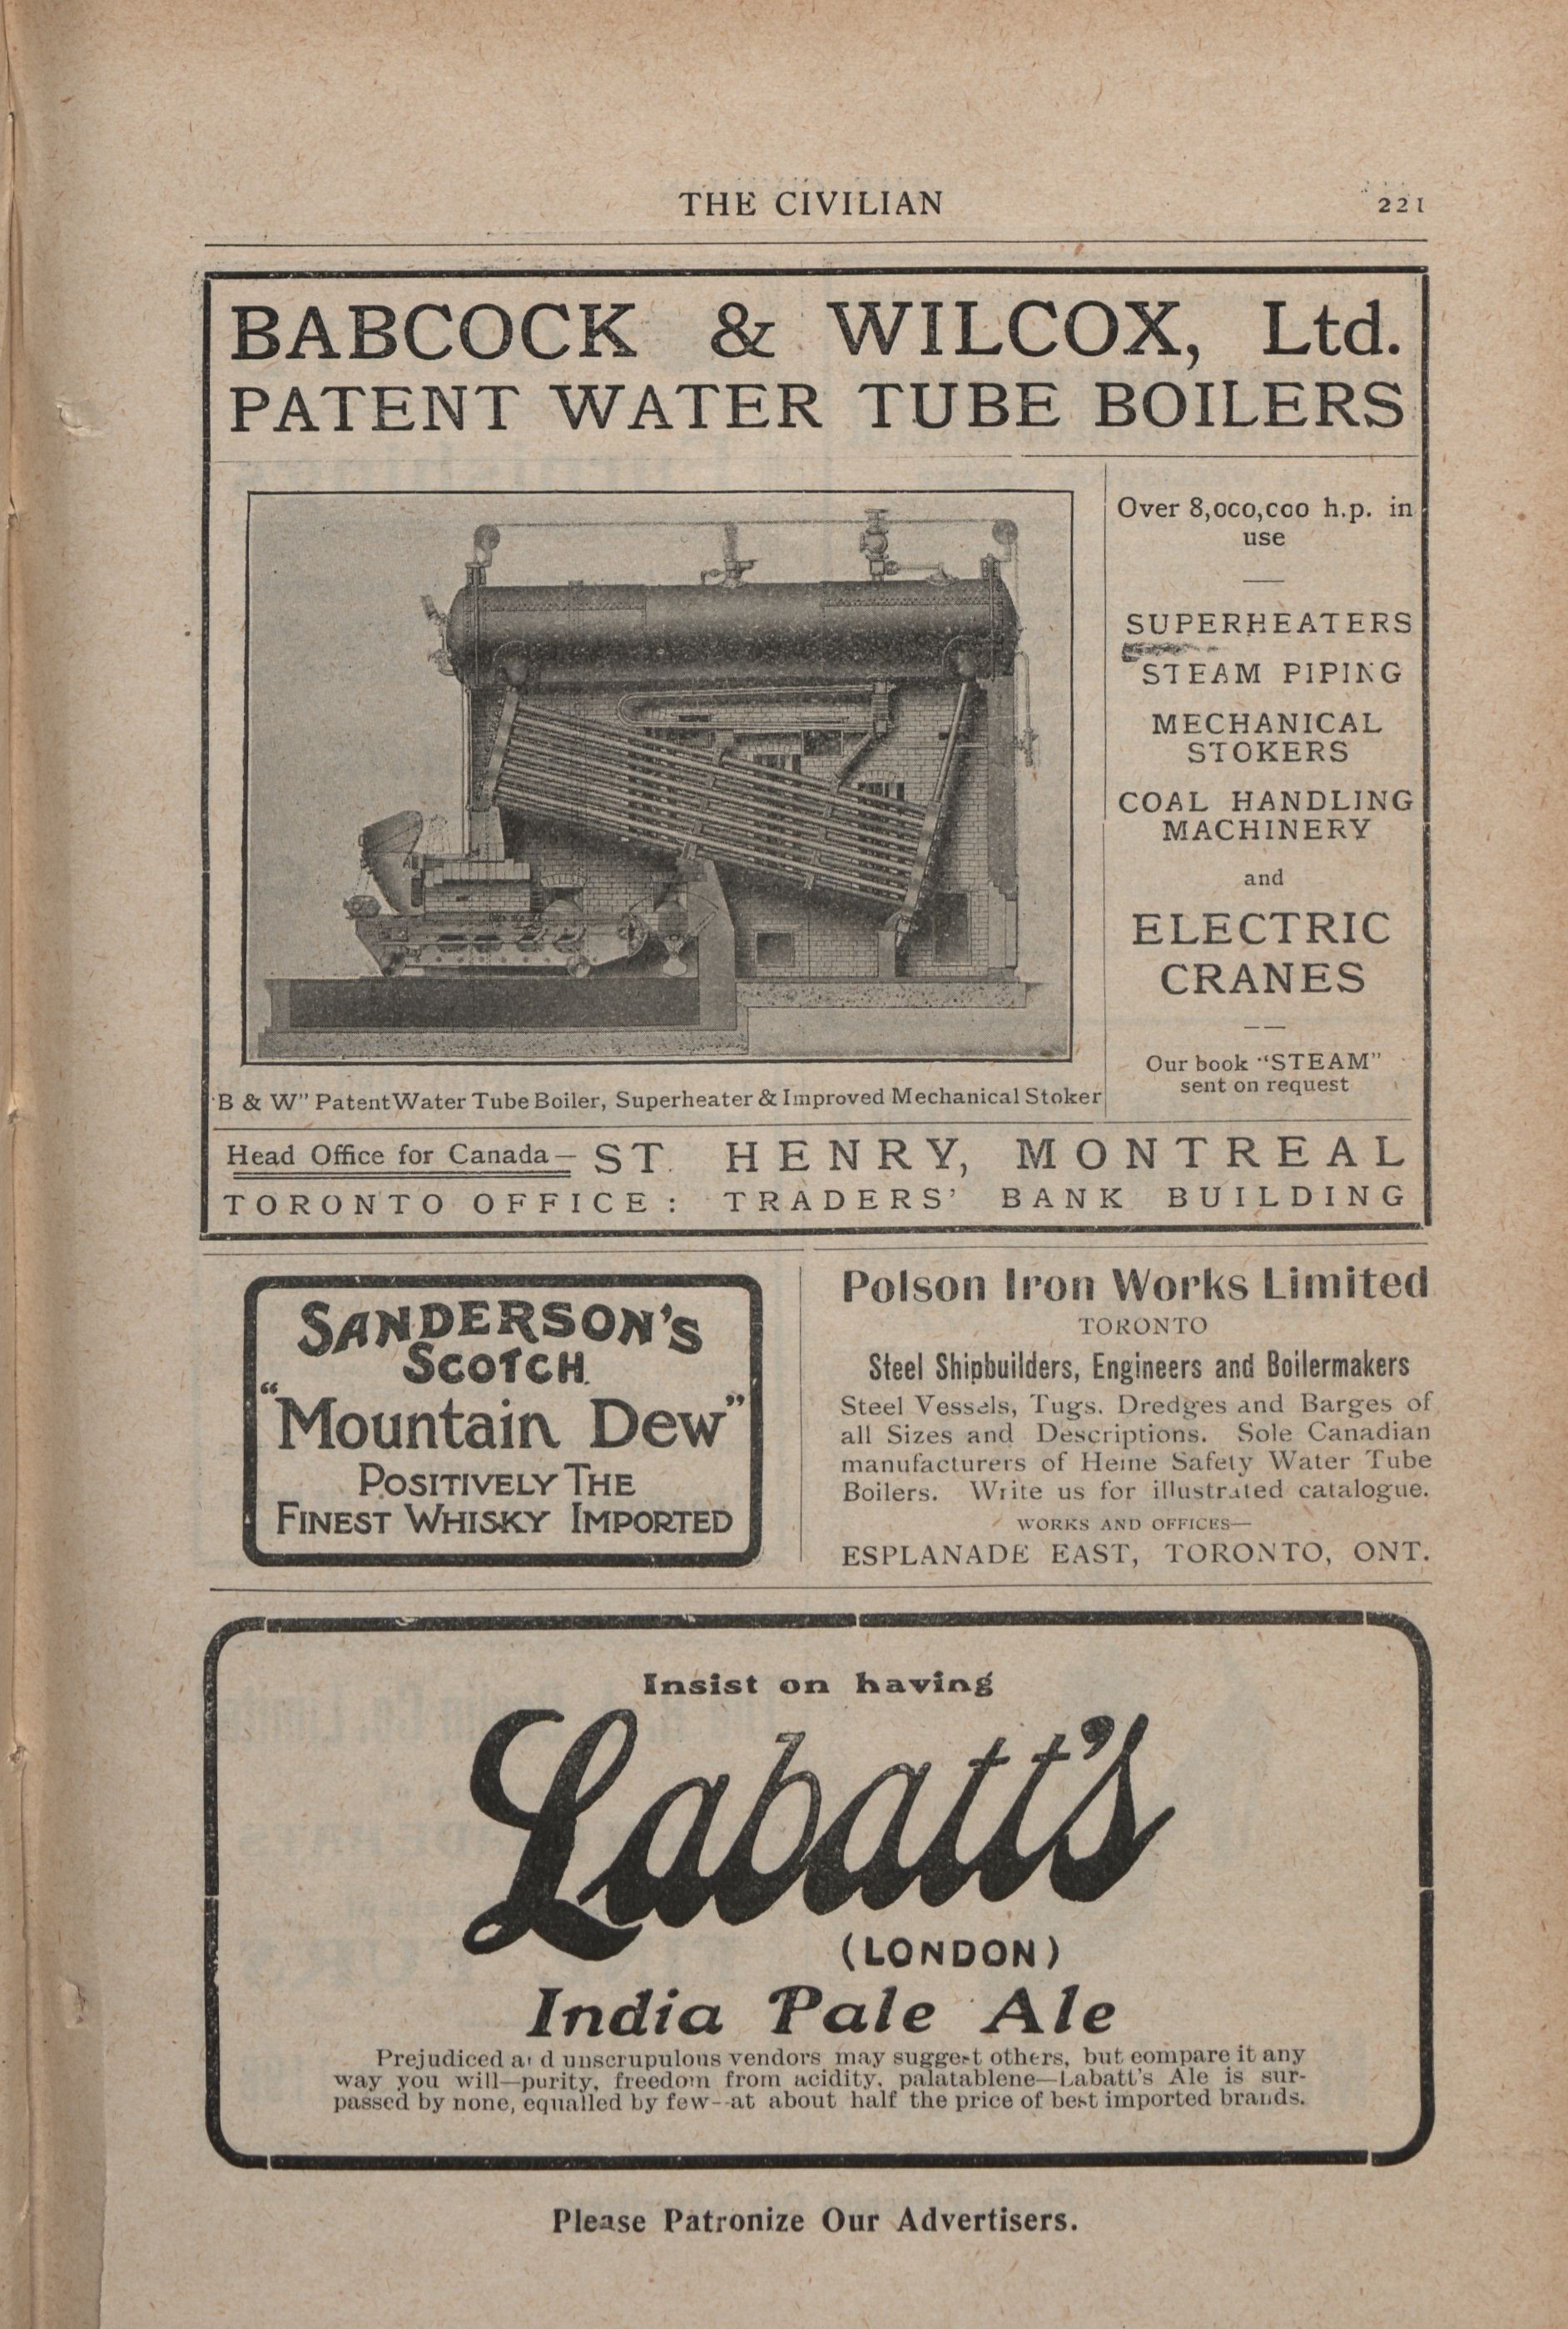 THE CIVILIAN
221
BABCOCK & WILCOX, Ltd.
PATENT WATER TUBE BOILERS
Over 8,000,000 h.p. in
use
SUPERHEATERS
STEAM PIPING
MECHANICAL
STOKERS
COAL HANDLING
MACHINERY
and
ELECTRIC
CRANES
Our book "STEAM"
sent on request
'B & W" Patent Water Tube Boiler, Superheater & Improved Mechanical Stoker
Head Office for Canada— ST. HENRY, MONTREAL
TORONTO OFFICE: TRADERS' BANK BUILDING
SANDERSON'S
SCOTCH
"Mountain Dew"
POSITIVELY THE
FINEST WHISKY IMPORTED
Polson Iron Works Limited
TORONTO
Steel Shipbuilders, Engineers and Boilermakers
Steel Vessels, Tugs. Dredges and Barges of
all Sizes and Descriptions. Sole Canadian
manufacturers of Heine Safety Water Tube
Boilers. Write us for illustrated catalogue.
WORKS AND OFFICES—
ESPLANADE EAST, TORONTO, ONT.
Insist on having
Labatt's
(LONDON)
India Pale Ale
Prejudiced and unscrupulous vendors may suggest others, but compare it any
way you will—purity, freedom from acidity, palatablene—Labatt's Ale is sur-
passed by none, equalled by few--at about half the price of best imported brands.
Please Patronize Our Advertisers.